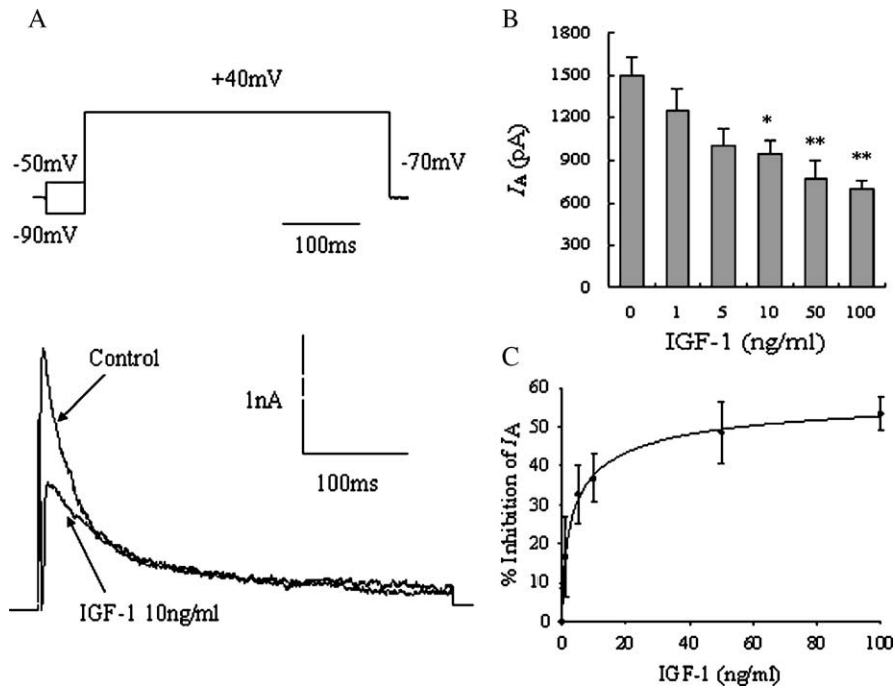 A
+40mV
-50mV
-70mV
-90mV
100ms
Control
1nA
100ms
IGF-1 10ng/ml
B
1800
1500
1200
900
600
300
0
IA (pA)
*
**
**
0 1 5 10 50 100
IGF-1 (ng/ml)
C
60
50
40
30
20
10
0
% Inhibition of IA
0 20 40 60 80 100
IGF-1 (ng/ml)